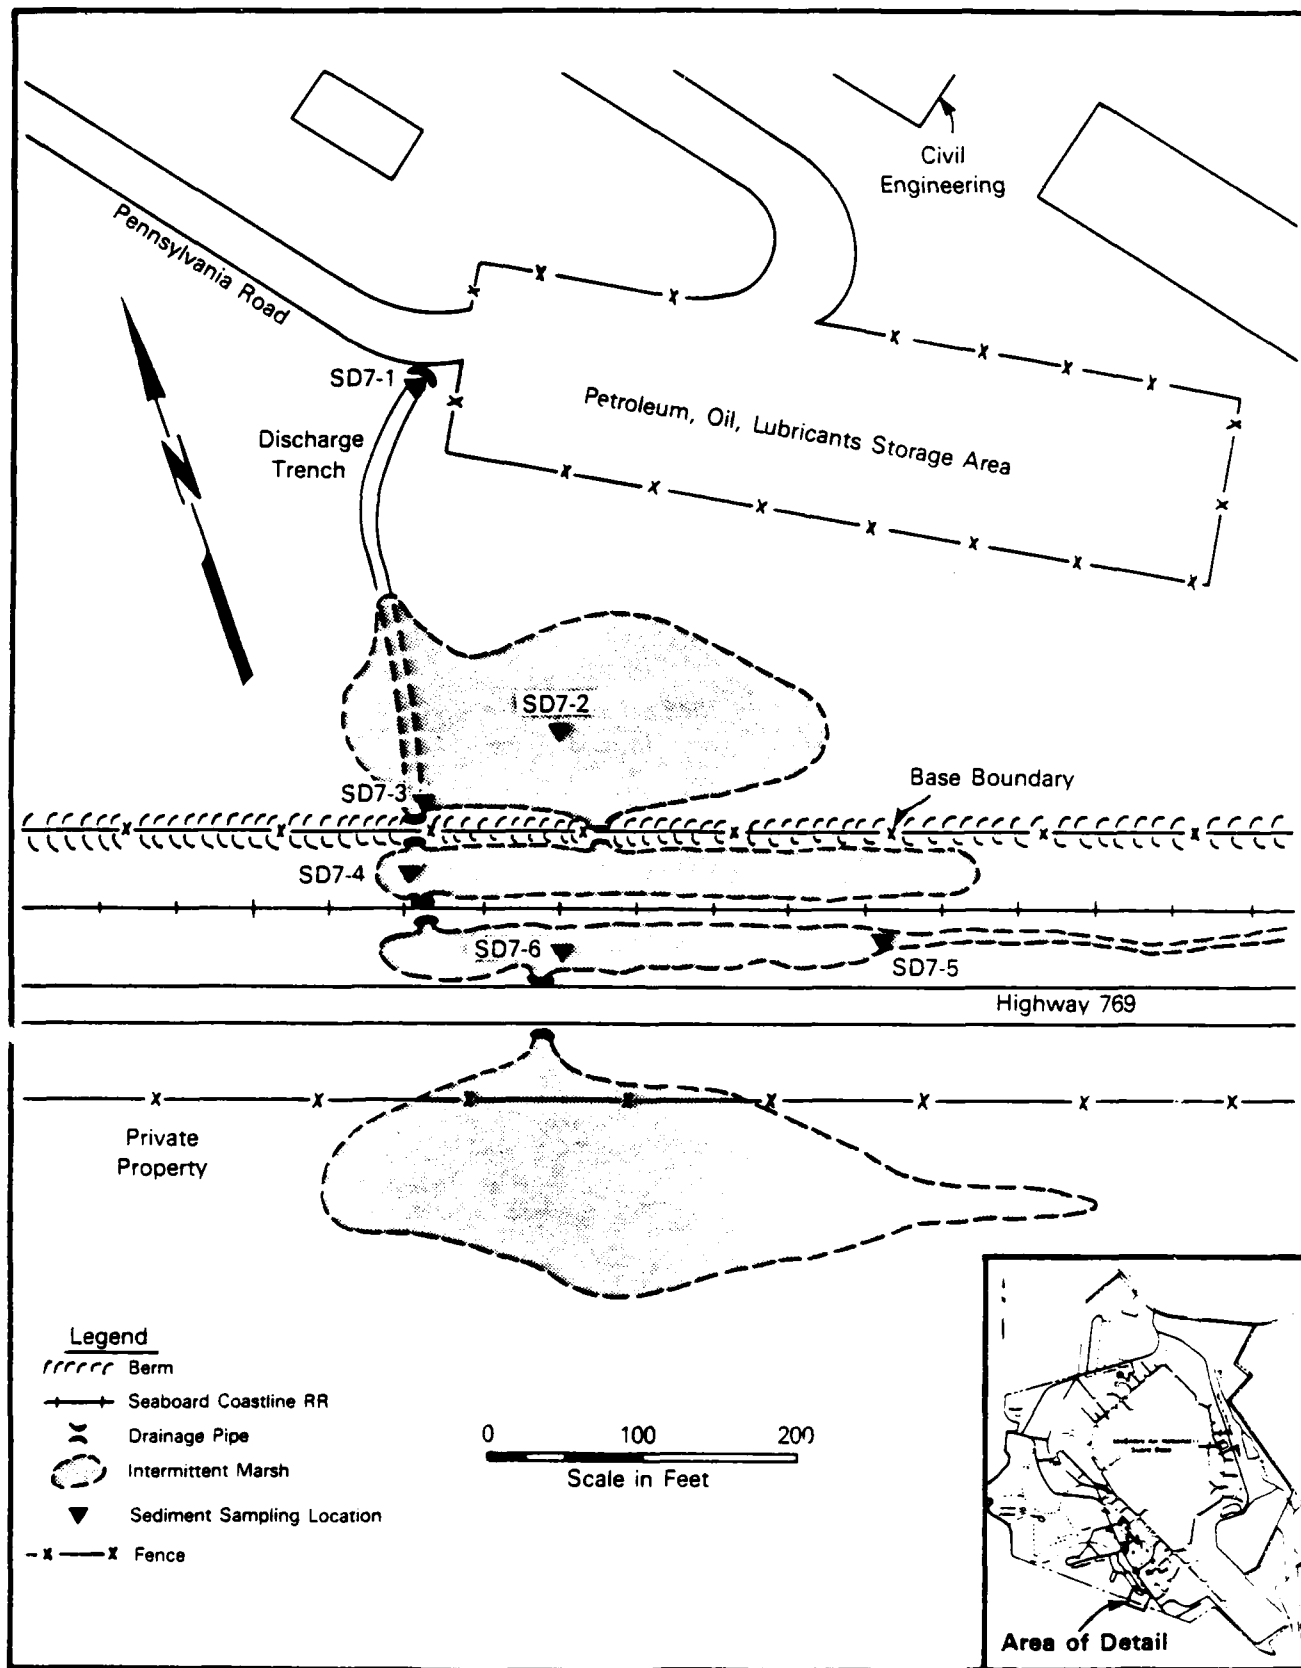 Civil
Engineering
Pennsylvania Road
SD7-1
Petroleum, Oil, Lubricants Storage Area
Discharge
Trench
N
SD7-2
Base Boundary
SD7-3
SD7-4
SD7-6
SD7-5
Highway 769
Private
Property
Legend
Berm
Seaboard Coastline RR
Drainage Pipe
Intermittent Marsh
Sediment Sampling Location
Fence
0 100 200
Scale in Feet
Area of Detail